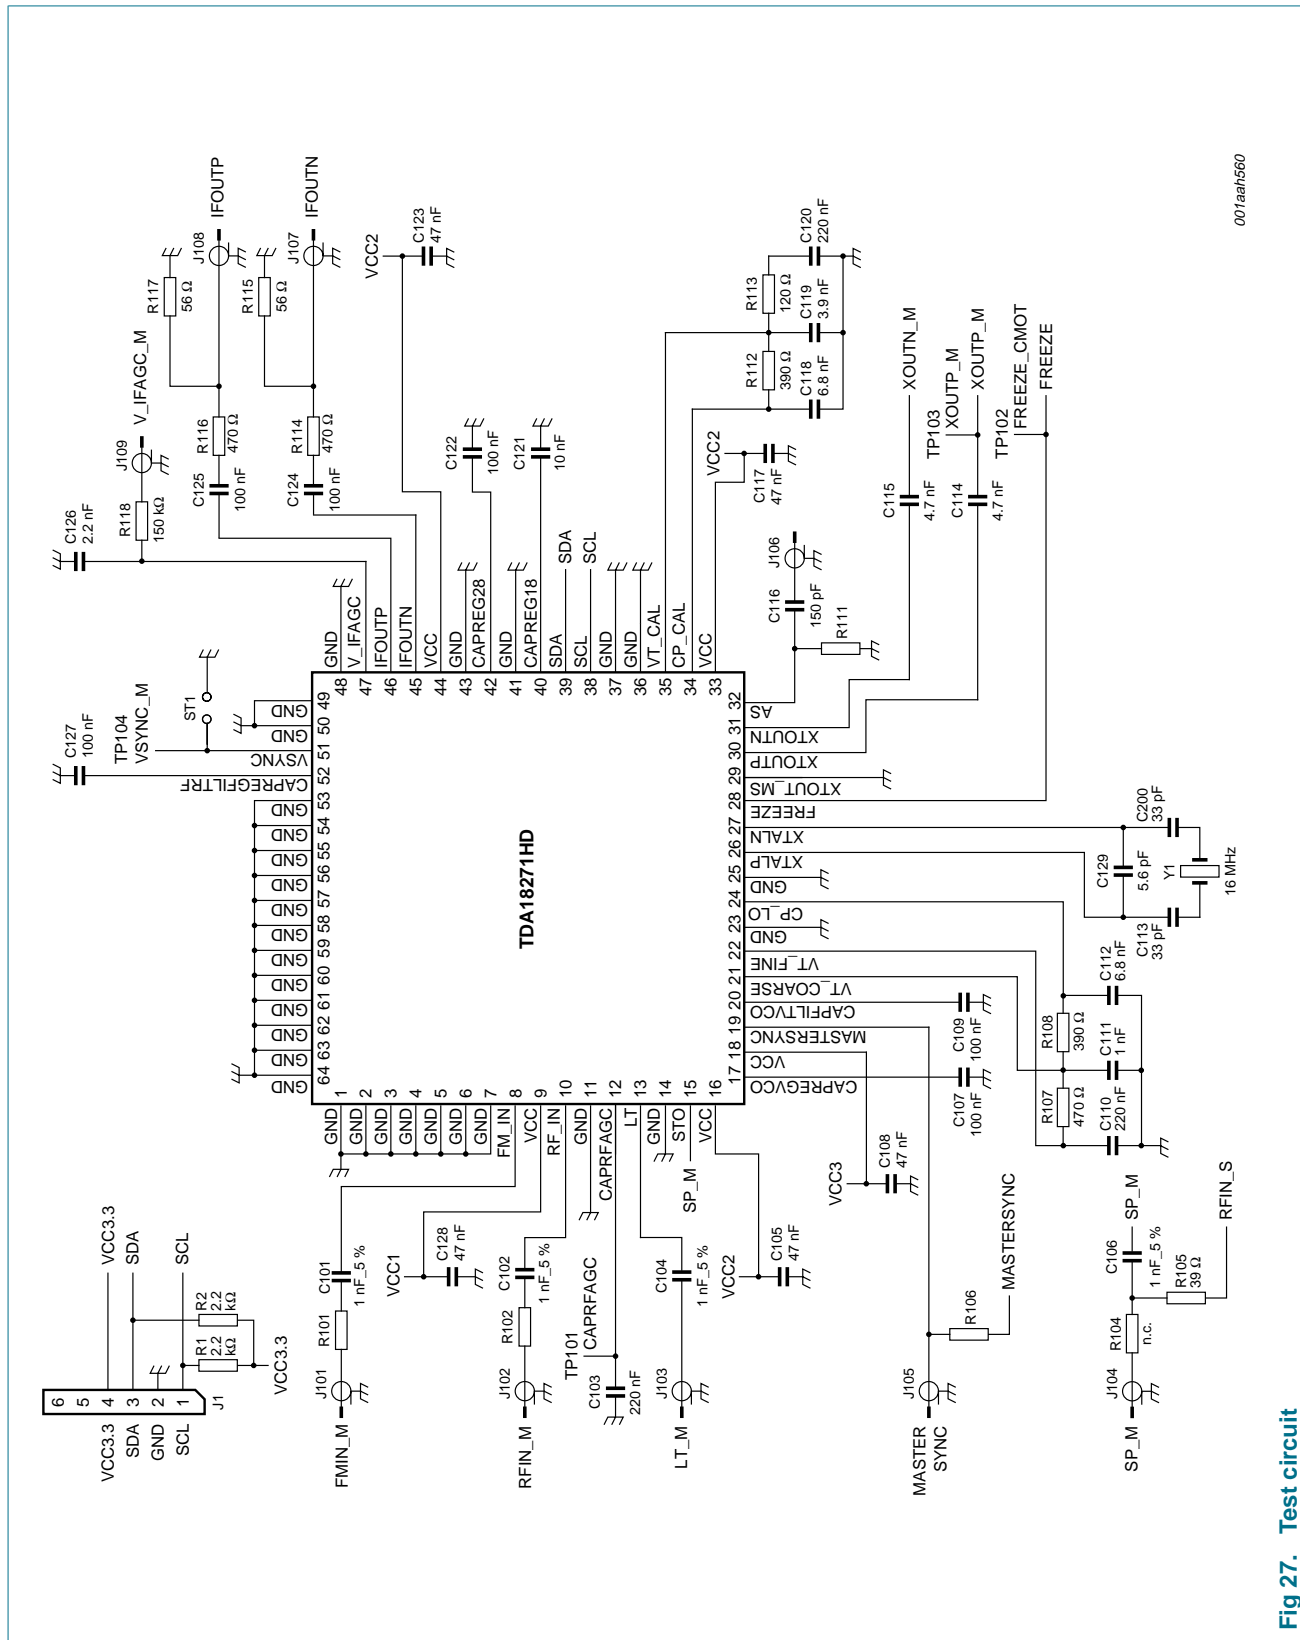 J1
6
5
4
3
2
1
VCC3.3
SDA
GND
SCL
VCC3.3
SDA
SCL
R1
2.2
kΩ
R2
2.2
kΩ
VCC3.3
FMIN_M
J101
R101
C101
1 nF_5 %
VCC1
C128
47 nF
RFIN_M
J102
R102
C102
1 nF_5 %
TP101
CAPRFAGC
C103
220 nF
LT_M
J103
C104
1 nF_5 %
VCC2
C105
47 nF
VCC3
C108
47 nF
MASTER
SYNC
J105
R106
MASTERSYNC
SP_M
J104
R104
n.c.
C106
1 nF_5 %
SP_M
R105
39 Ω
RFIN_S
TDA18271HD
GND
1
GND
2
GND
3
GND
4
GND
5
GND
6
GND
7
FM_IN
8
VCC
9
RF_IN
10
GND
11
CAPRFAGC
12
LT
13
GND
14
STO
15
SP_M
VCC
16
17
CAPREGVCO
18
VCC
19
MASTERSYNC
20
CAPFILTVCO
21
VT_COARSE
22
VT_FINE
23
GND
24
CP_LO
25
GND
26
XTALP
27
XTALN
28
FREEZE
29
XTOUT_MS
30
XTOUTP
31
XTOUTN
32
AS
33
VCC
34
CP_CAL
35
VT_CAL
36
GND
37
GND
38
SCL
SCL
39
SDA
SDA
40
CAPREG18
41
GND
42
CAPREG28
43
GND
44
VCC
45
IFOUTN
46
IFOUTP
47
V_IFAGC
48
GND
49
GND
50
GND
51
VSYNC
52
CAPREGFILTRF
53
GND
54
GND
55
GND
56
GND
57
GND
58
GND
59
GND
60
GND
61
GND
62
GND
63
GND
64
GND
C127
100 nF
TP104
VSYNC_M
ST1
C126
2.2 nF
R118
150 kΩ
J109
V_IFAGC_M
C125
100 nF
R116
470 Ω
R117
56 Ω
J108
IFOUTP
C124
100 nF
R114
470 Ω
R115
56 Ω
J107
IFOUTN
VCC2
C123
47 nF
C122
100 nF
C121
10 nF
R112
390 Ω
R113
120 Ω
C118
6.8 nF
C119
3.9 nF
C120
220 nF
VCC2
C117
47 nF
C116
150 pF
J106
R111
C115
4.7 nF
XOUTN_M
TP103
XOUTP_M
C114
4.7 nF
XOUTP_M
TP102
FREEZE_CMOT
FREEZE
C107
100 nF
C109
100 nF
R107
470 Ω
R108
390 Ω
C110
220 nF
C111
1 nF
C112
6.8 nF
C113
33 pF
C129
5.6 pF
C200
33 pF
Y1
16 MHz
001aah560
Fig 27. Test circuit